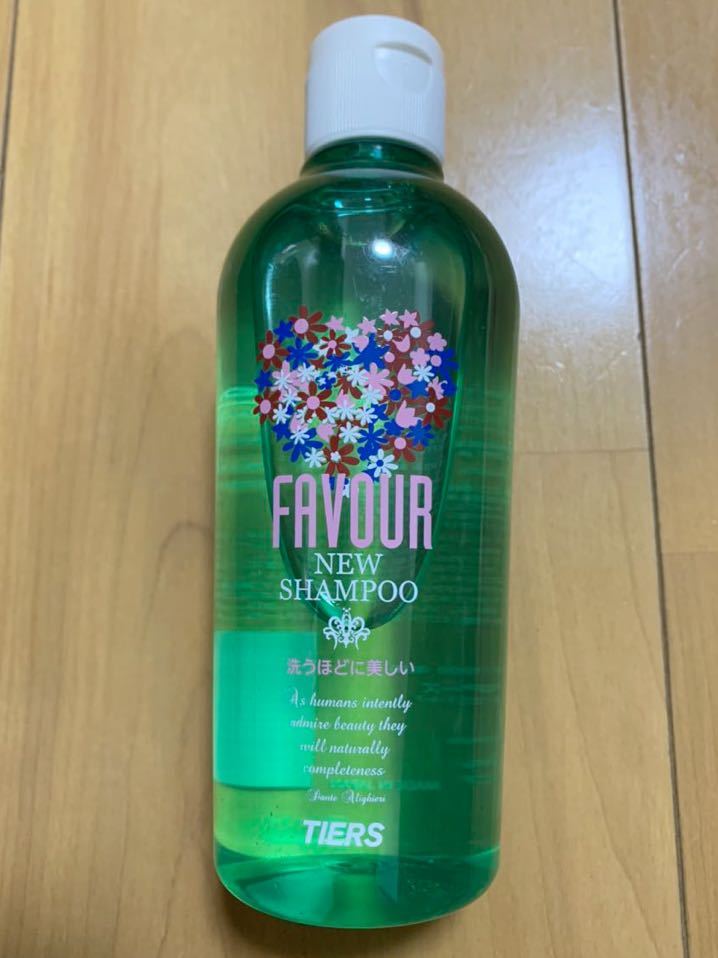 FAVOUR
NEW
SHAMPOO
洗うほどに美しい
As humans intently
admire beauty they
will naturally
completeness
Dante Alighieri
TIERS